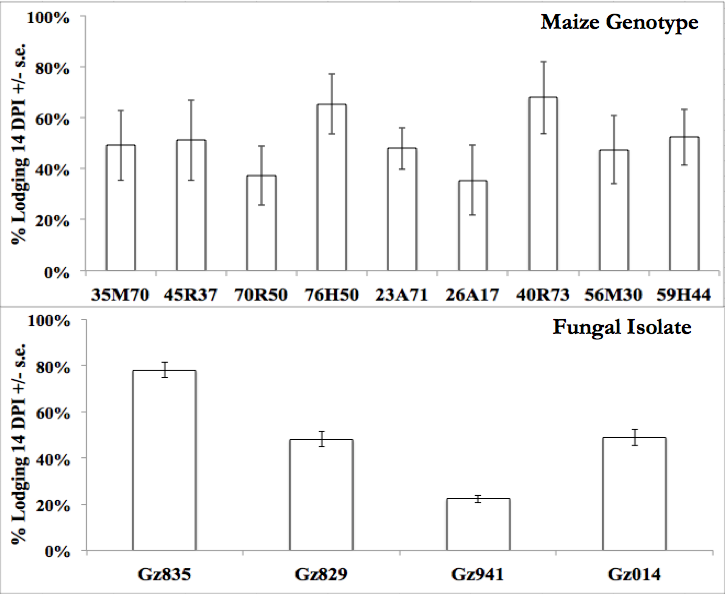 Maize Genotype
% Lodging 14 DPI +/- s.e.
100%
80%
60%
40%
20%
0%
35M70 45R37 70R50 76H50 23A71 26A17 40R73 56M30 59H44
Fungal Isolate
% Lodging 14 DPI +/- s.e.
100%
80%
60%
40%
20%
0%
Gz835 Gz829 Gz941 Gz014